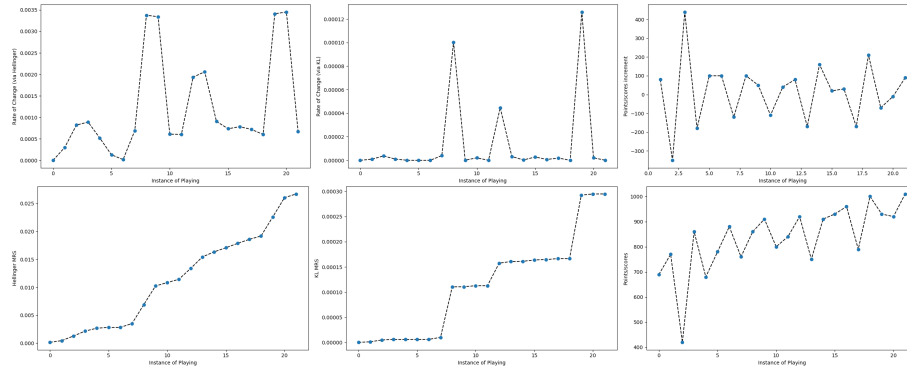 0.0035
0.0030
0.0025
0.0020
0.0015
0.0010
0.0005
0.0000
Rate of Change (via Hellinger)
0 5 10 15 20
Instance of Playing
0.00012
0.00010
0.00008
0.00006
0.00004
0.00002
0.00000
Rate of Change (via KL)
0 5 10 15 20
Instance of Playing
400
300
200
100
0
−100
−200
−300
Points/scores increment
0.0 2.5 5.0 7.5 10.0 12.5 15.0 17.5 20.0
Instance of Playing
0.025
0.020
0.015
0.010
0.005
0.000
Hellinger MRS
0 5 10 15 20
Instance of Playing
0.00030
0.00025
0.00020
0.00015
0.00010
0.00005
0.00000
KL MRS
0 5 10 15 20
Instance of Playing
1000
900
800
700
600
500
400
Points/scores
0 5 10 15 20
Instance of Playing